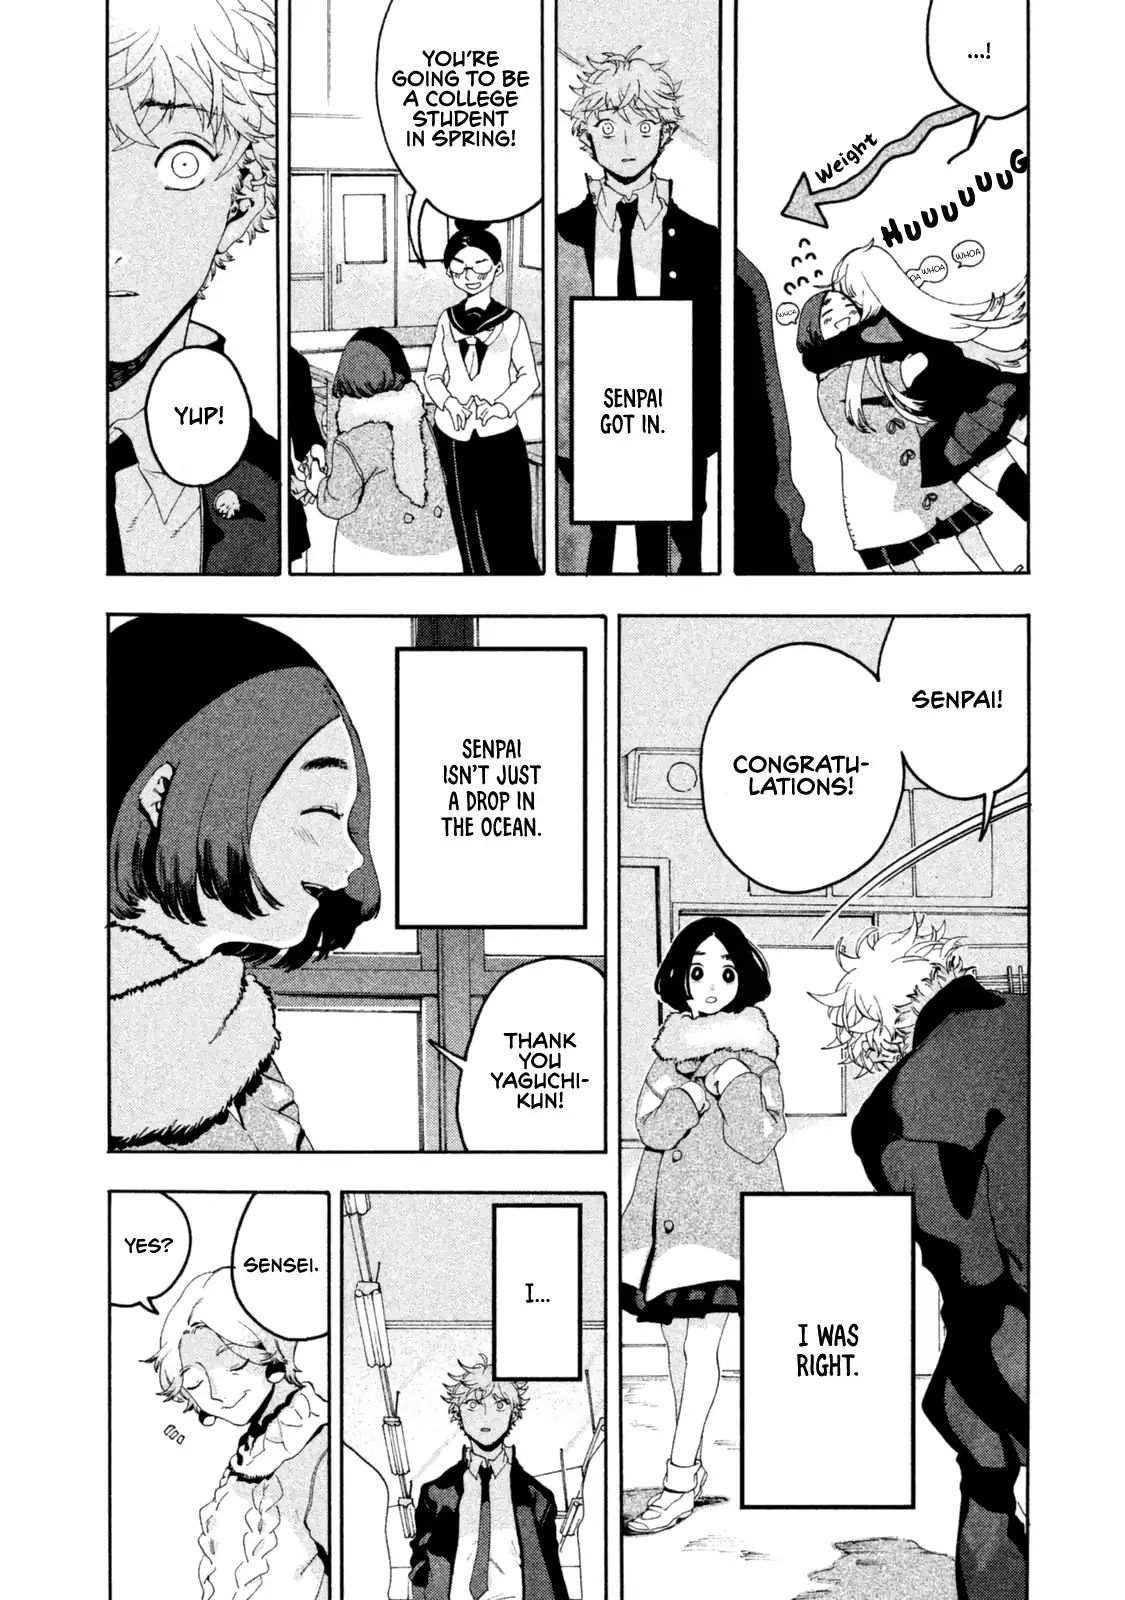 ...!
Weight
HUUUUUUG
WHOA
OA WHOA
WHOA
SENPAI
GOT IN.
YOU'RE
GOING TO BE
A COLLEGE
STUDENT
IN SPRING!
YUP!
SENPAI!
CONGRATU-
LATIONS!
I WAS
RIGHT.
SENPAI
ISN'T JUST
A DROP IN
THE OCEAN.
THANK
YOU
YAGUCHI-
KUN!
I...
SENSEI.
YES?